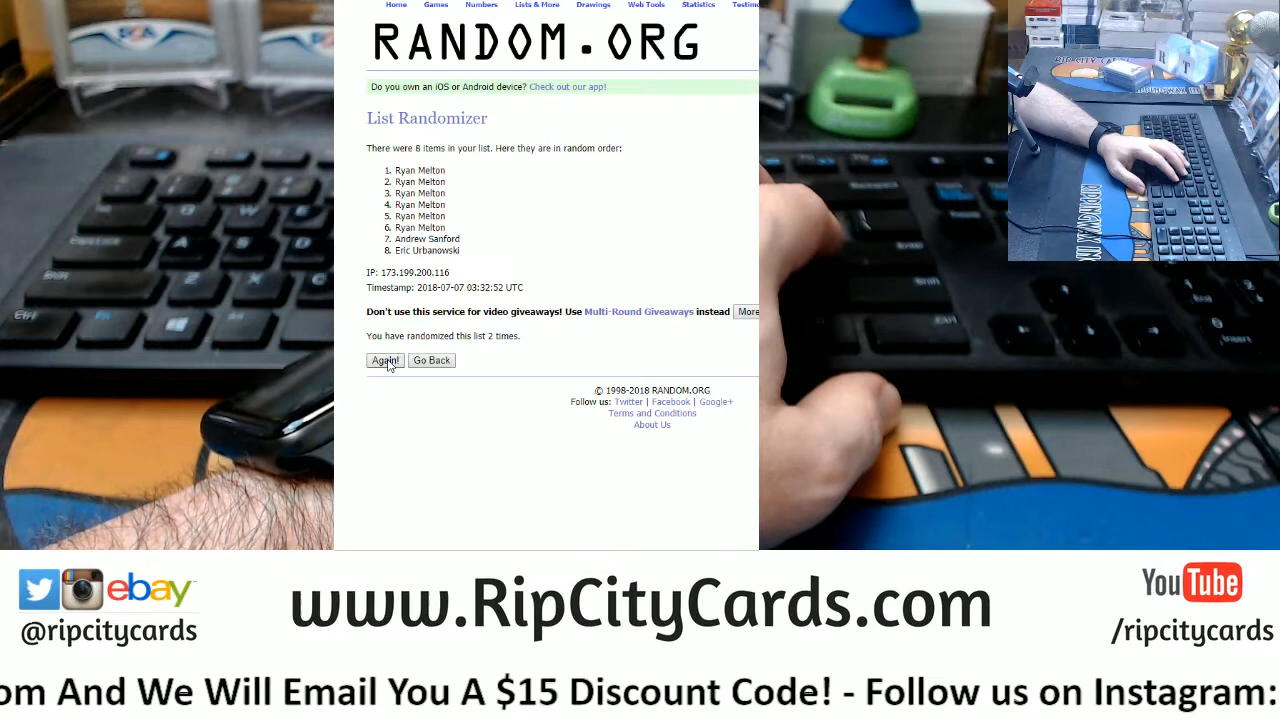 Home Games Numbers Lists & More Drawings Web Tools Statistics Testim
RANDOM.ORG
Do you own an iOS or Android device? Check out our app!
List Randomizer
There were 8 items in your list. Here they are in random order:
1. Ryan Melton
2. Ryan Melton
3. Ryan Melton
4. Ryan Melton
5. Ryan Melton
6. Ryan Melton
7. Andrew Sanford
8. Eric Urbanowski
IP: 173.199.200.116
Timestamp: 2018-07-07 03:32:52 UTC
Don't use this service for video giveaways! Use Multi-Round Giveaways instead More
You have randomized this list 2 times.
Again! Go Back
© 1998-2018 RANDOM.ORG
Follow us: Twitter | Facebook | Google+
Terms and Conditions
About Us
ebay
@ripcitycards
www.RipCityCards.com
YouTube
/ripcitycards
om And We Will Email You A $15 Discount Code! - Follow us on Instagram: